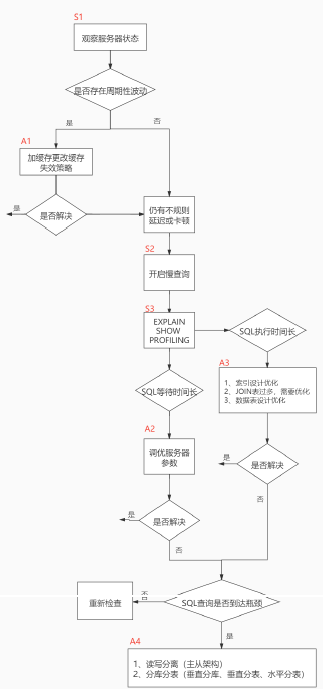 S1
观察服务器状态
是否存在周期性波动
是
否
A1
加缓存更改缓存
失效策略
是
是否解决
仍有不规则
延迟或卡顿
S2
开启慢查询
S3
EXPLAIN
SHOW
PROFILING
SQL执行时间长
A3
1、索引设计优化
2、JOIN表过多,需要优化
3、数据表设计优化
SQL等待时间长
A2
调优服务器
参数
是
是否解决
否
是
是否解决
否
SQL查询是否到达瓶颈
否
重新检查
是
A4
1、读写分离(主从架构)
2、分库分表(垂直分库、垂直分表、水平分表)